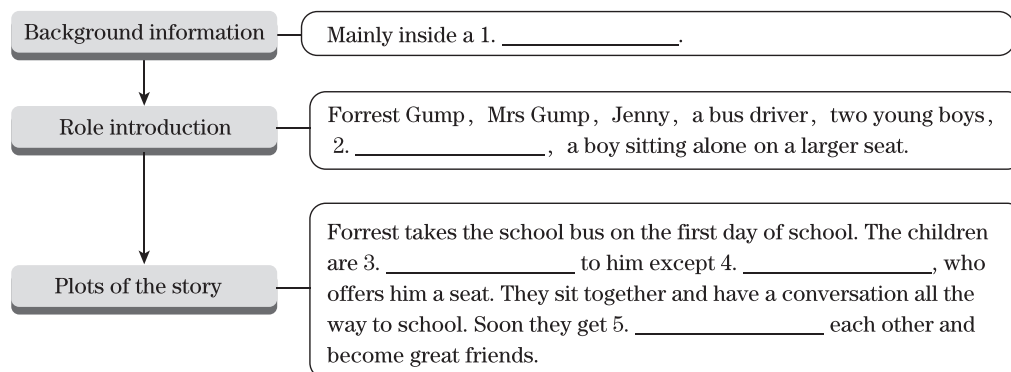 Background information
Mainly inside a 1. ________________.
Role introduction
Forrest Gump, Mrs Gump, Jenny, a bus driver, two young boys,
2. ________________, a boy sitting alone on a larger seat.
Plots of the story
Forrest takes the school bus on the first day of school. The children
are 3. ________________ to him except 4. ________________, who
offers him a seat. They sit together and have a conversation all the
way to school. Soon they get 5. ________________ each other and
become great friends.